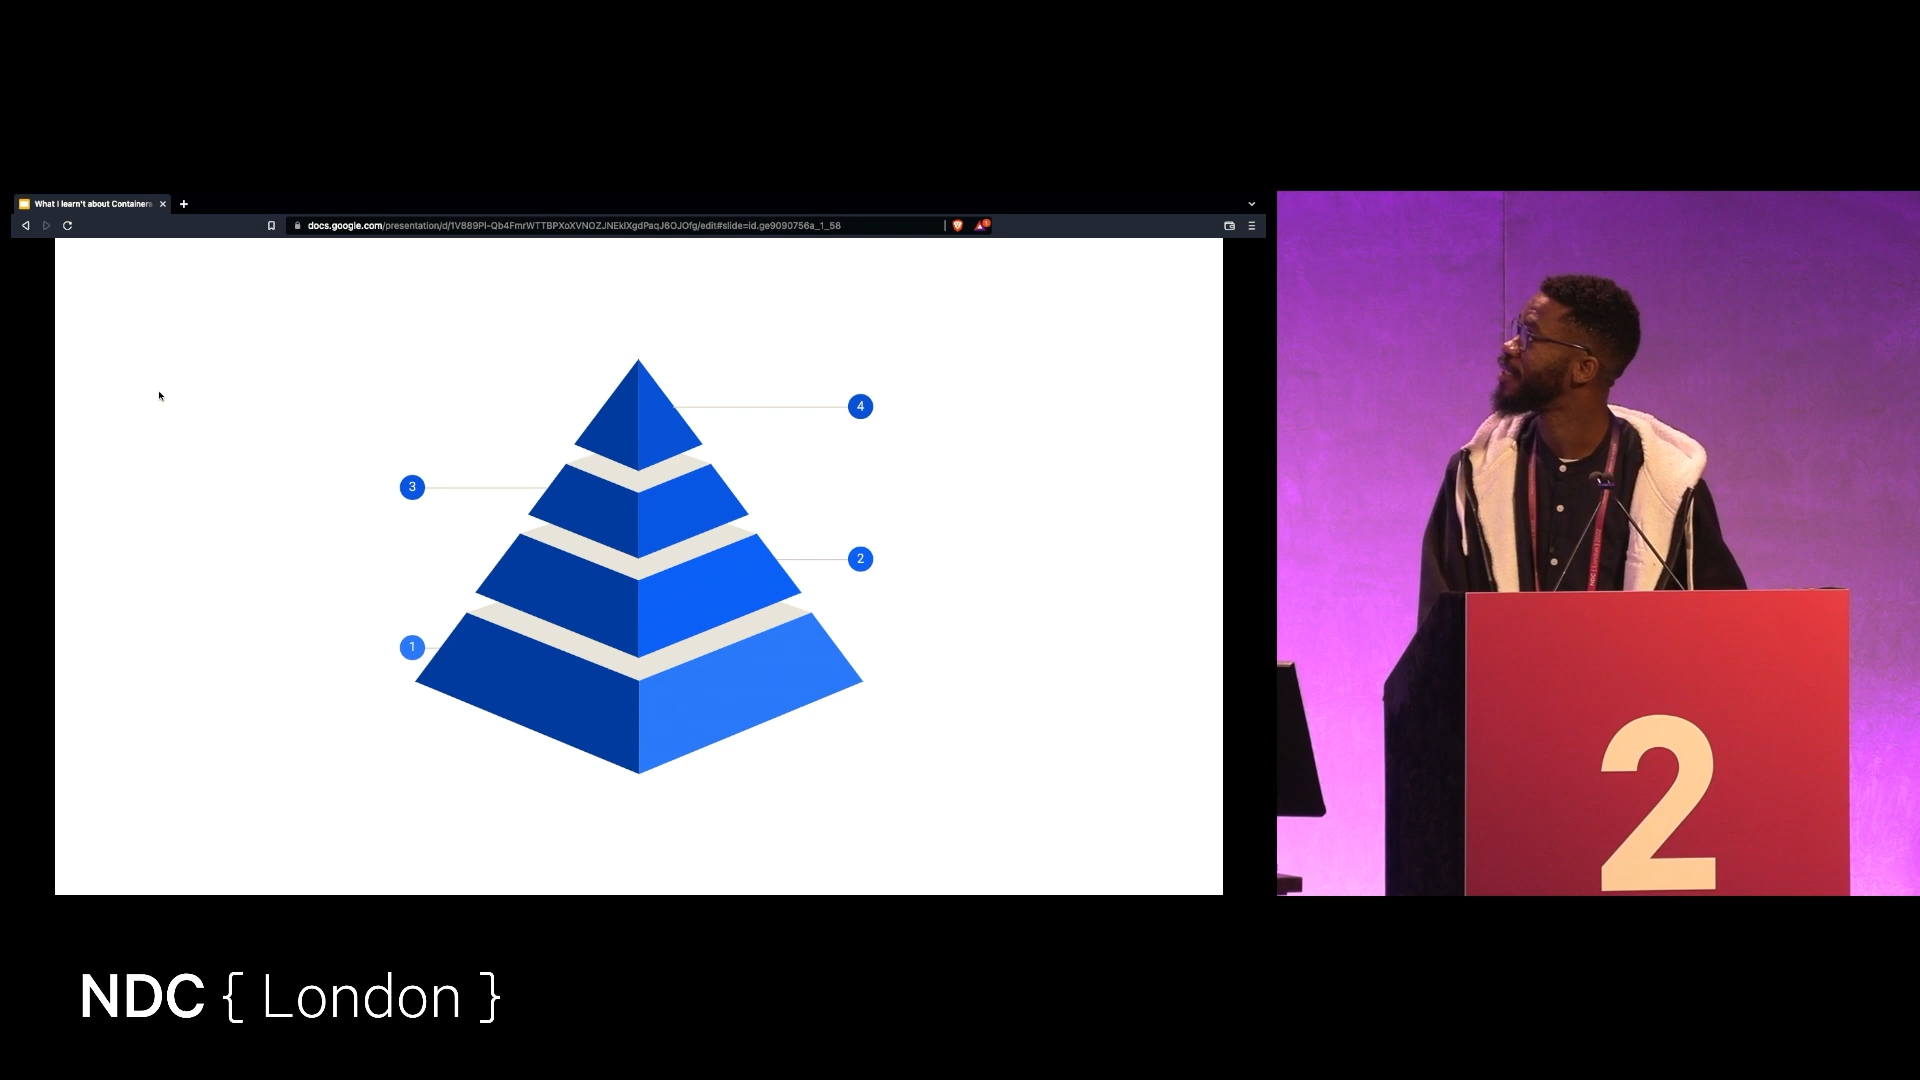 What I learn't about Containers
docs.google.com/presentation/d/1V889Pl-Qb4FmrWTTBPXoXVNOZJNEkIXgdPaqJ6OJOfg/edit#slide=id.ge9090756a_1_58
4
3
2
1
2
NDC { London }